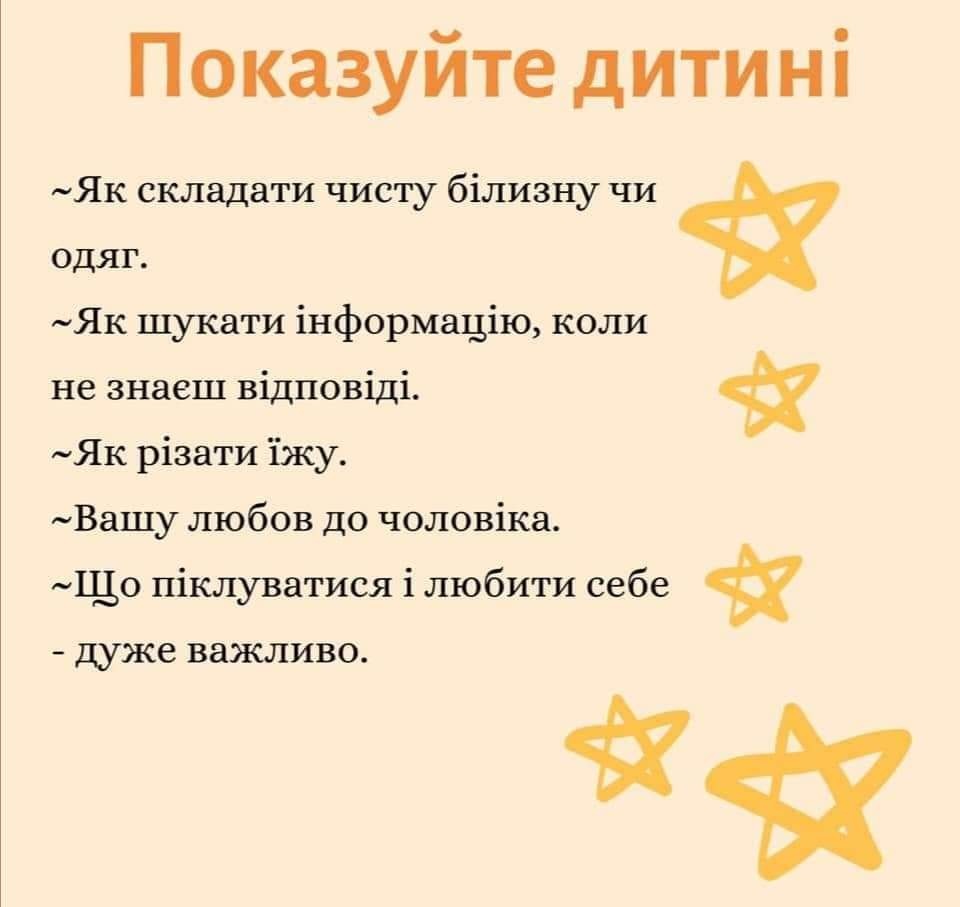 Показуйте дитині
~Як складати чисту білизну чи
одяг.
~Як шукати інформацію, коли
не знаєш відповіді.
~Як різати їжу.
~Вашу любов до чоловіка.
~Що піклуватися і любити себе
- дуже важливо.